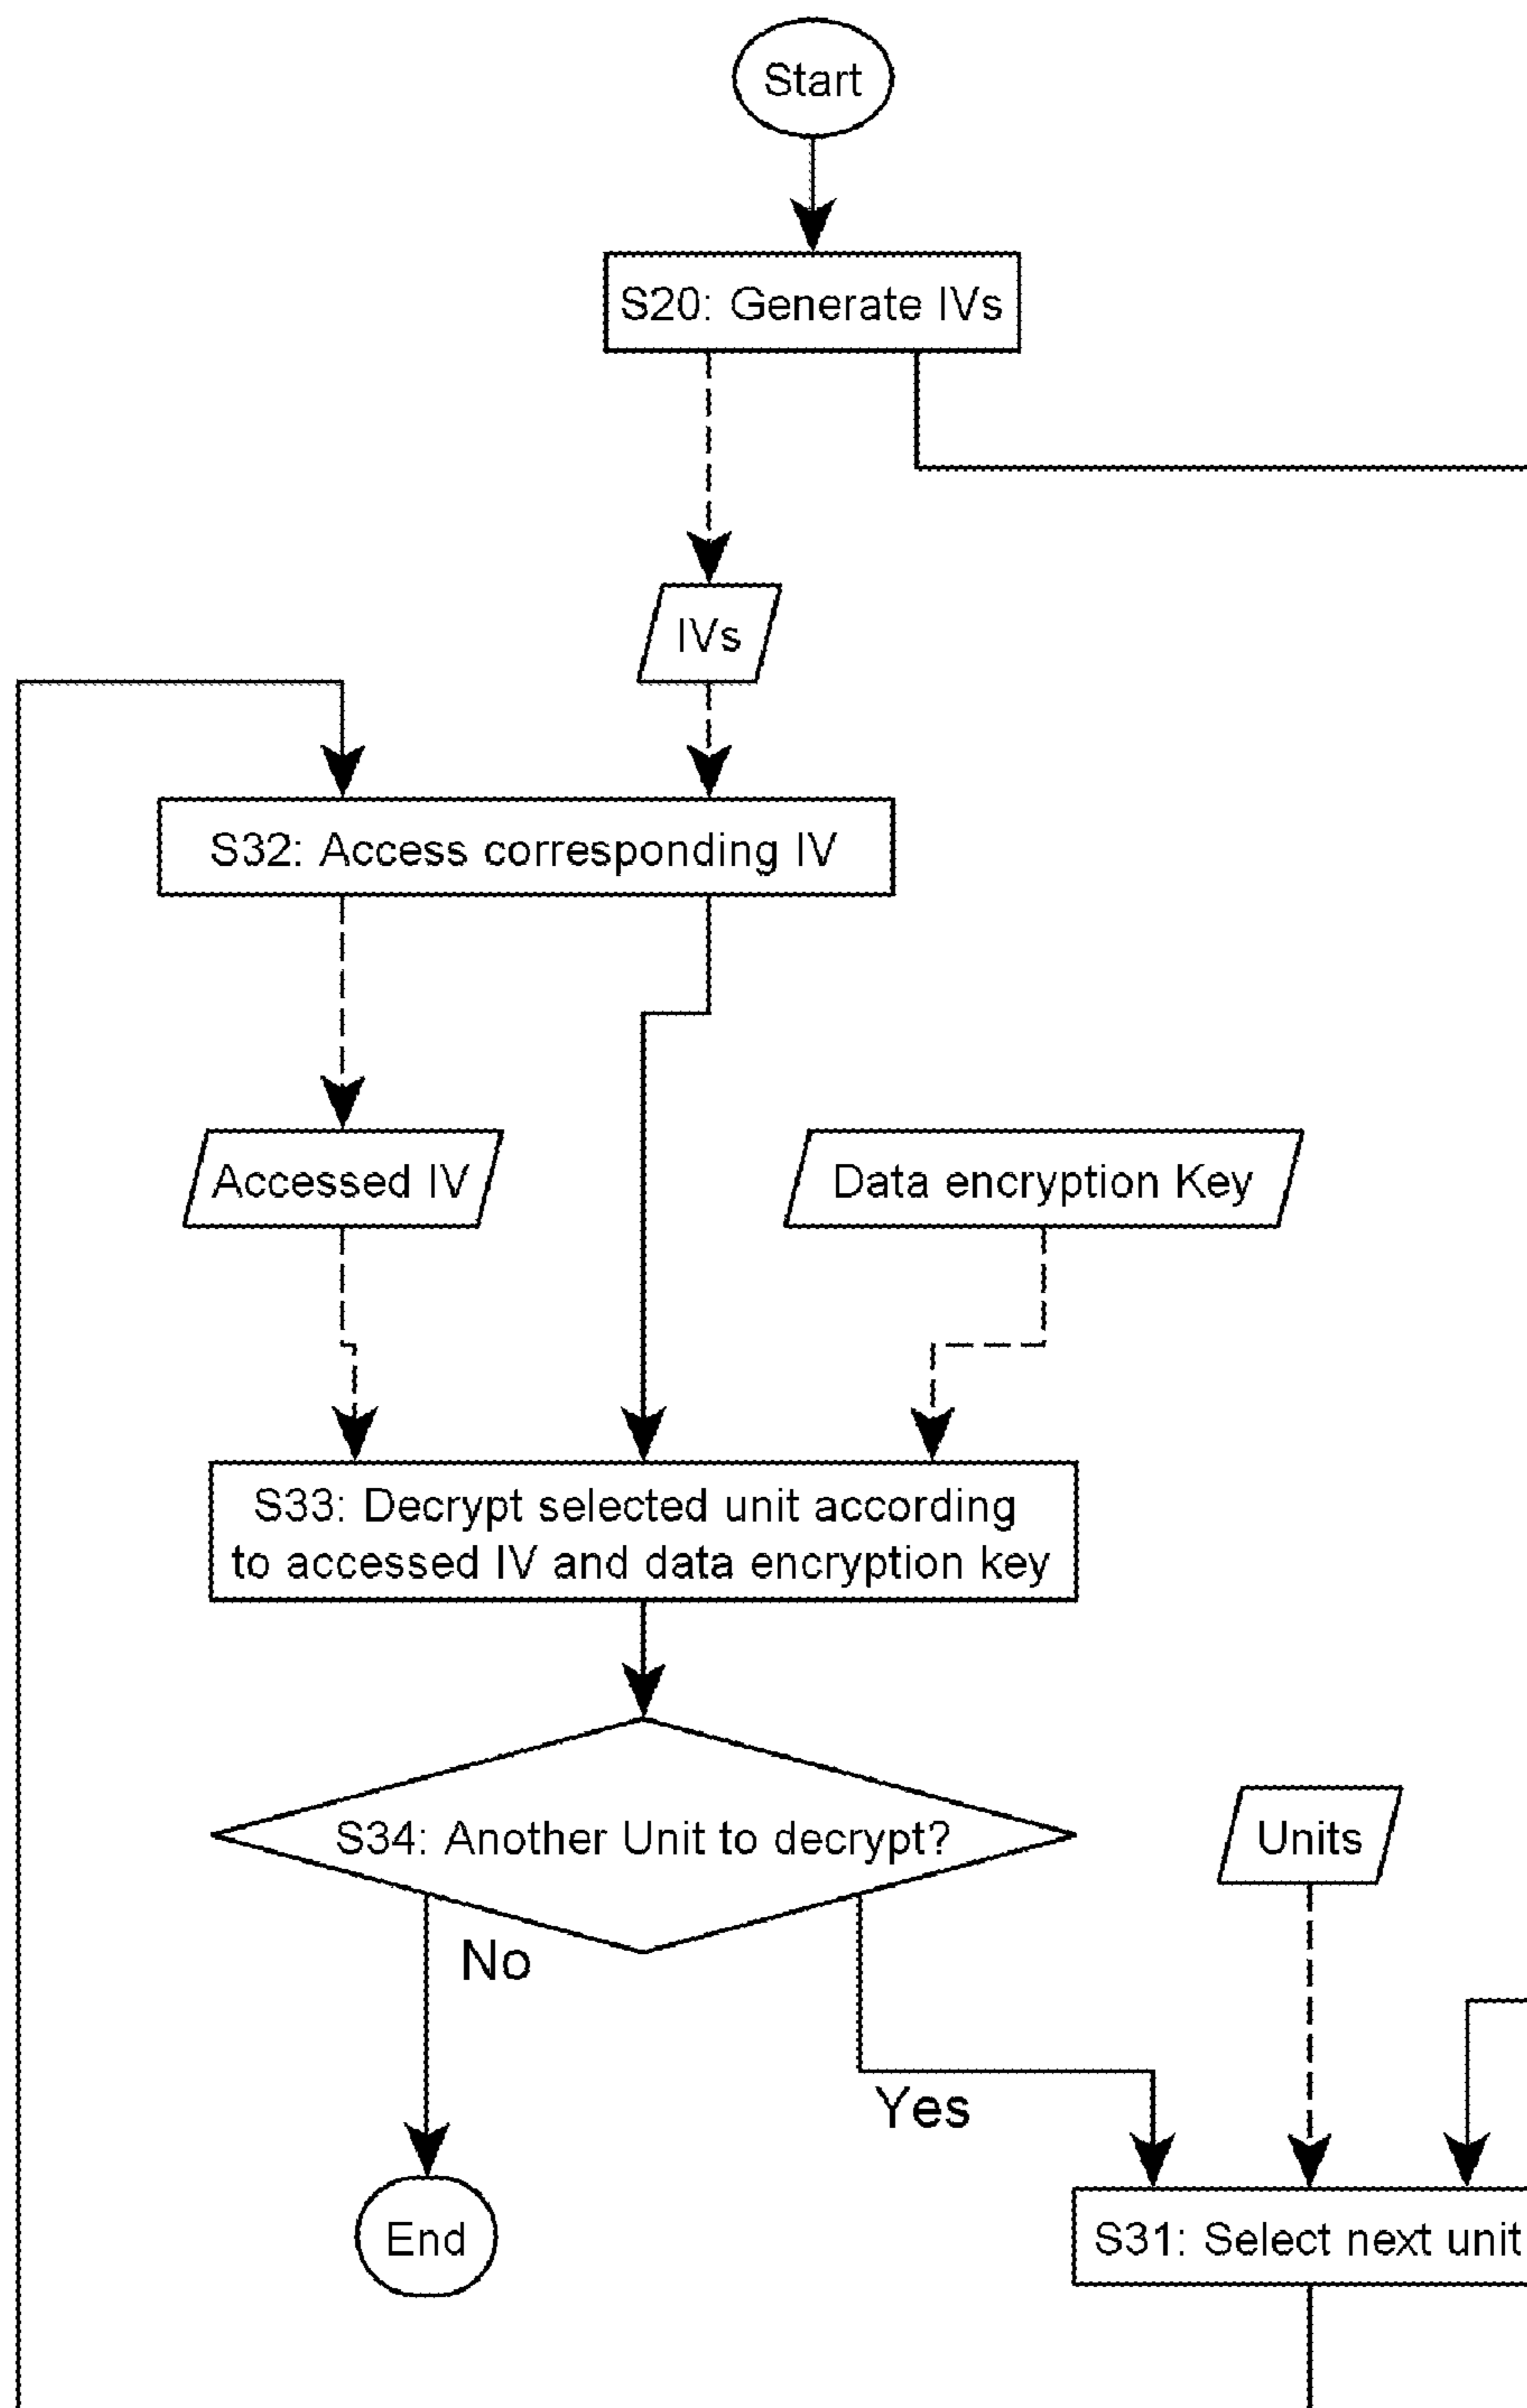 Start
S20: Generate IVs
IVs
S32: Access corresponding IV
Accessed IV
Data encryption Key
S33: Decrypt selected unit according
to accessed IV and data encryption key
S34: Another Unit to decrypt?
Units
No
Yes
End
S31: Select next unit